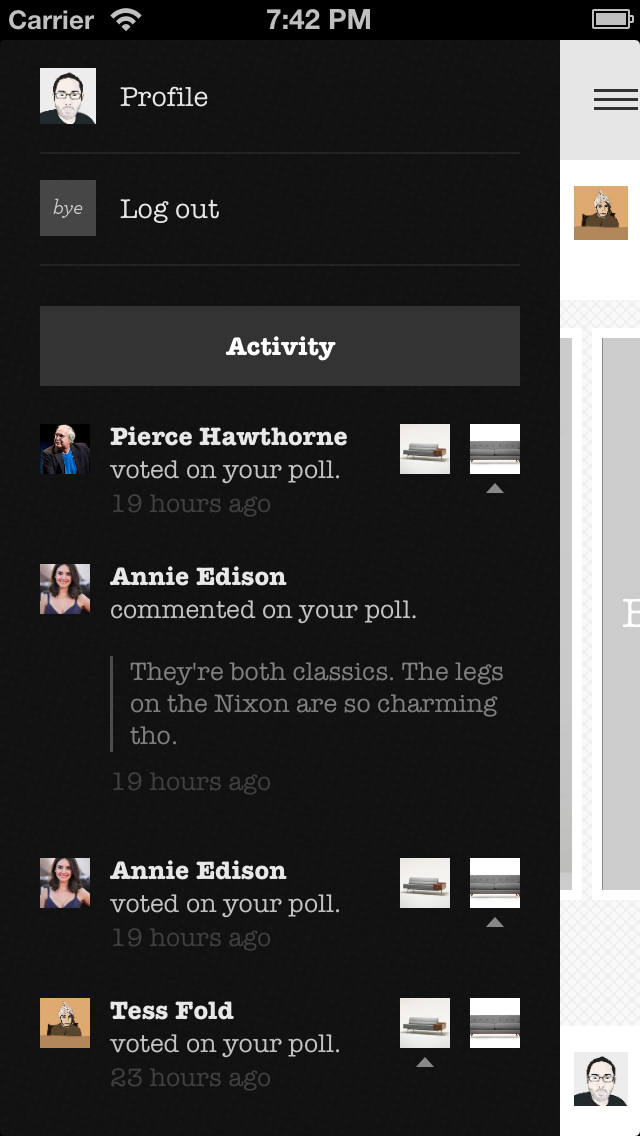 Carrier 7:42 PM
Profile
bye
Log out
Activity
Pierce Hawthorne
voted on your poll.
19 hours ago
Annie Edison
commented on your poll.
They're both classics. The legs
on the Nixon are so charming
tho.
19 hours ago
Annie Edison
voted on your poll.
19 hours ago
Tess Fold
voted on your poll.
23 hours ago